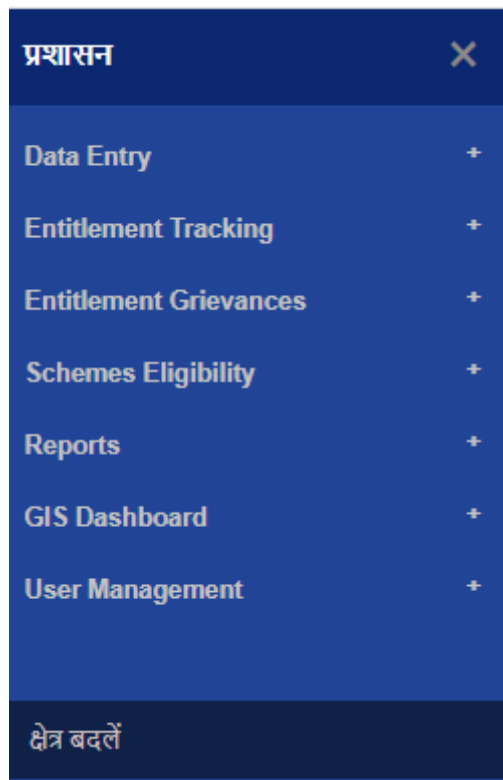 प्रशासन ×
Data Entry +
Entitlement Tracking +
Entitlement Grievances +
Schemes Eligibility +
Reports +
GIS Dashboard +
User Management +
क्षेत्र बदलें